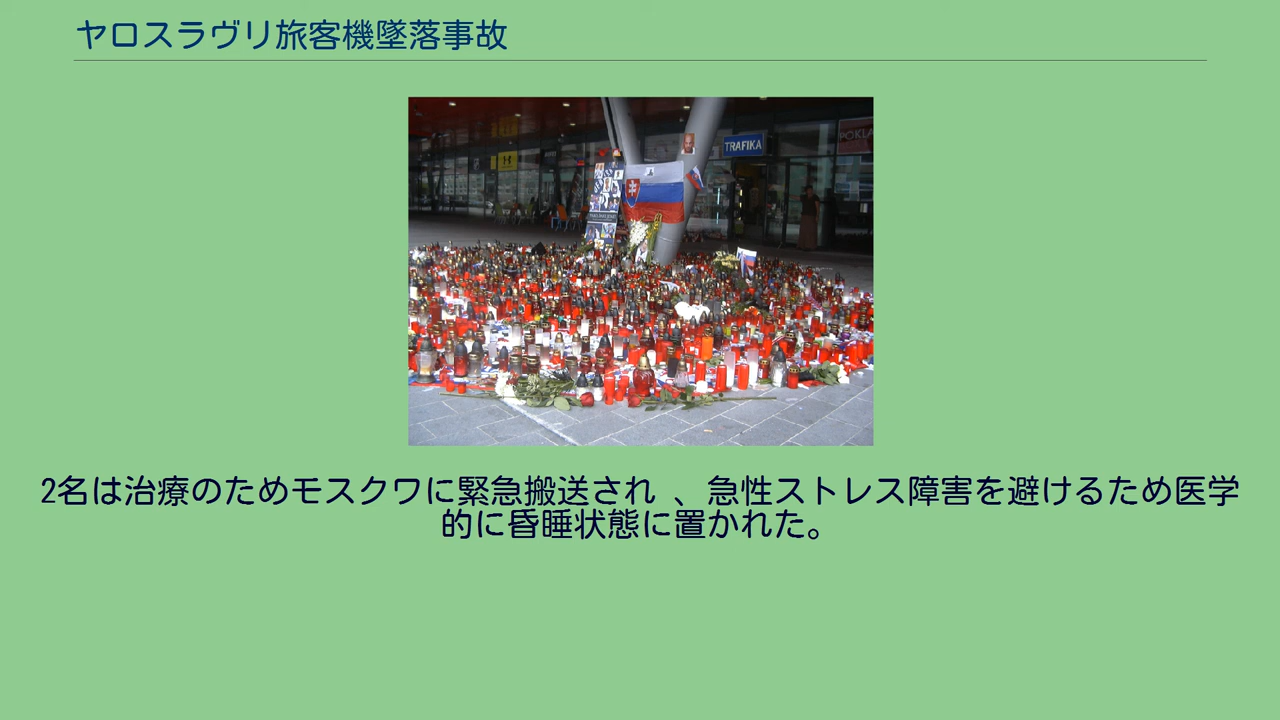 ヤロスラヴリ旅客機墜落事故
TRAFIKA
POKLA
2名は治療のためモスクワに緊急搬送され 、急性ストレス障害を避けるため医学
的に昏睡状態に置かれた。